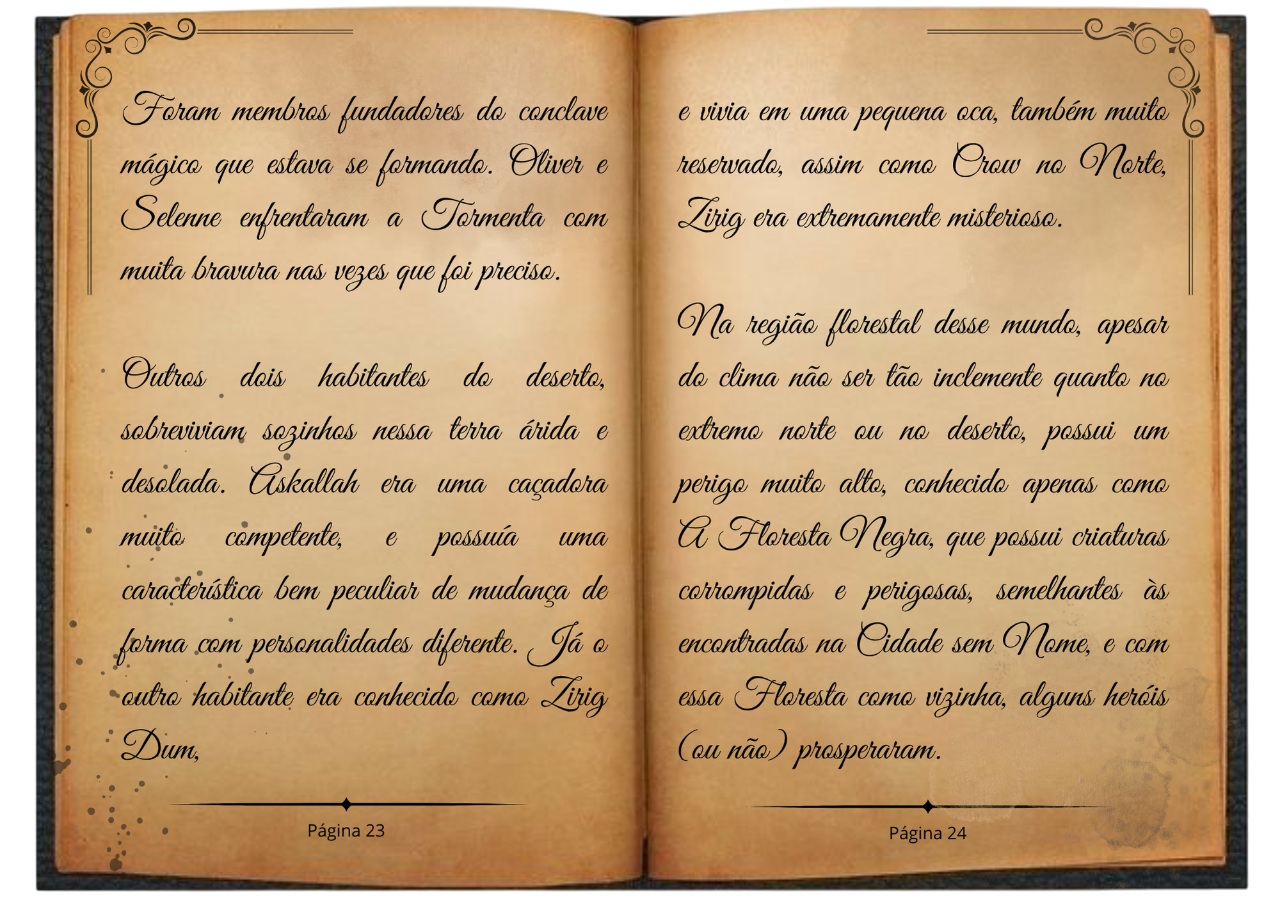 Foram membros fundadores do conclave
mágico que estava se formando. Oliver e
Selenne enfrentaram a Tormenta com
muita bravura nas vezes que foi preciso.
Outros dois habitantes do deserto,
sobreviviam sozinhos nessa terra árida e
desolada. Askallah era uma caçadora
muito competente, e possuía uma
característica bem peculiar de mudança de
forma com personalidades diferente. Já o
outro habitante era conhecido como Zirig
Dum,
Página 23
e vivia em uma pequena oca, também muito
reservado, assim como Crow no Norte,
Zirig era extremamente misterioso.
Na região florestal desse mundo, apesar
do clima não ser tão inclemente quanto no
extremo norte ou no deserto, possui um
perigo muito alto, conhecido apenas como
A Floresta Negra, que possui criaturas
corrompidas e perigosas, semelhantes às
encontradas na Cidade sem Nome, e com
essa Floresta como vizinha, alguns heróis
(ou não) prosperaram.
Página 24